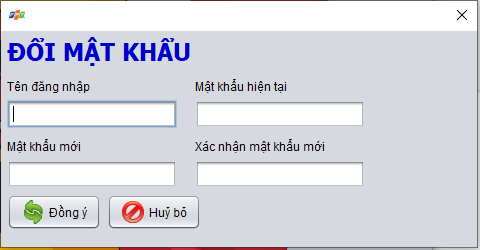 ĐỔI MẬT KHẨU
Tên đăng nhập
Mật khẩu hiện tại
Mật khẩu mới
Xác nhận mật khẩu mới
Đồng ý
Huỷ bỏ